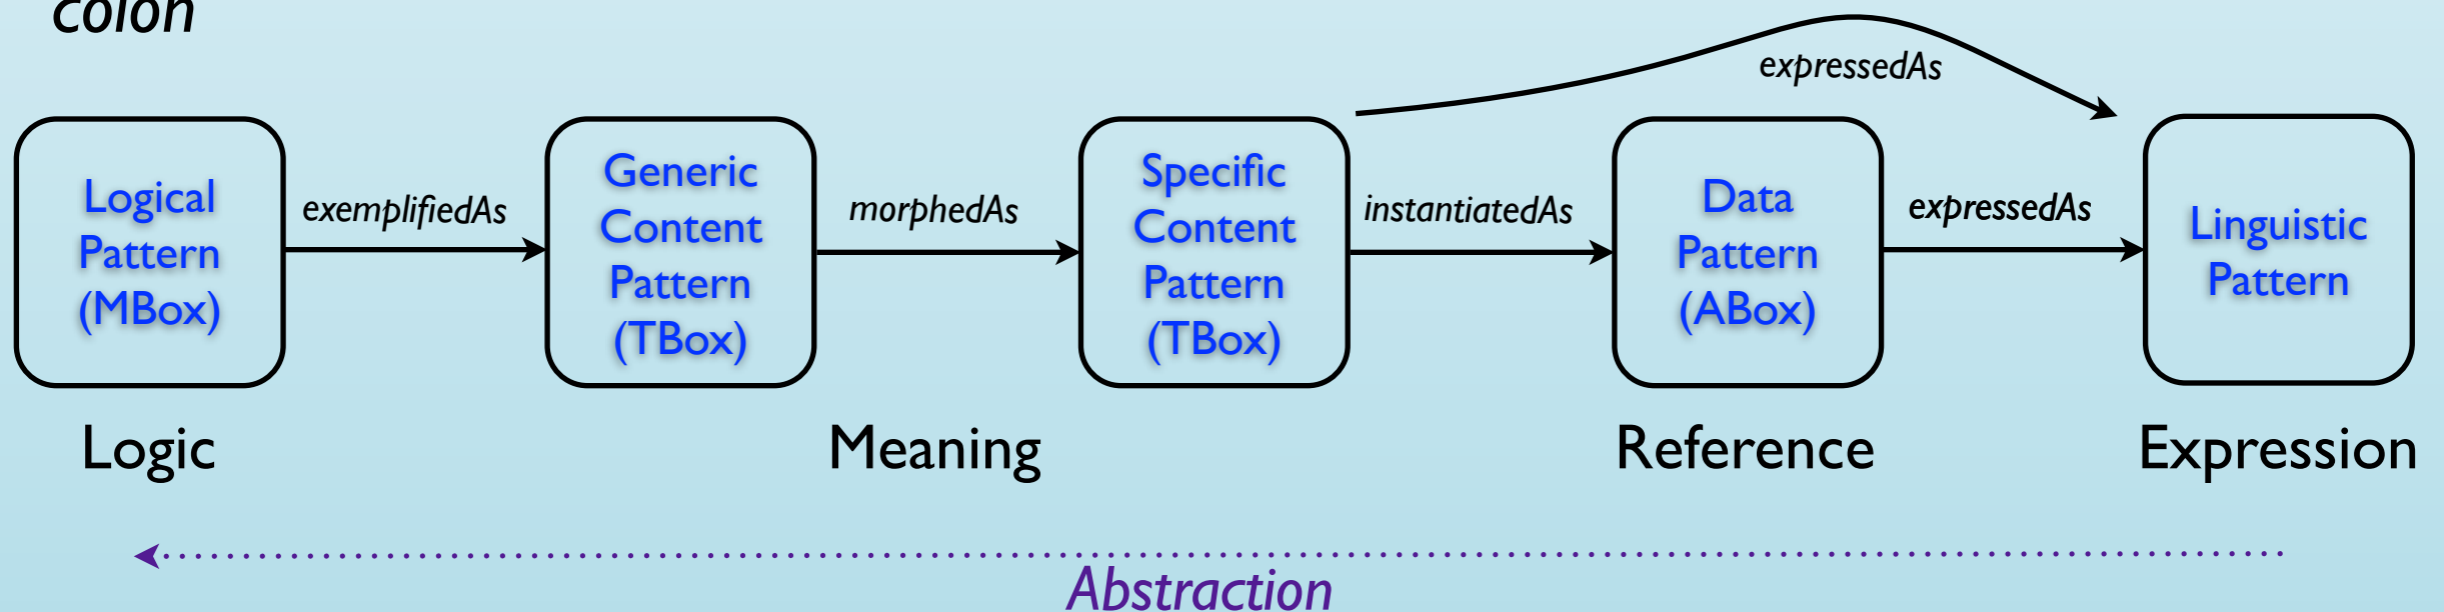 colon
expressedAs
Logical
Pattern
(MBox)
exemplifiedAs
Generic
Content
Pattern
(TBox)
morphedAs
Specific
Content
Pattern
(TBox)
instantiatedAs
Data
Pattern
(ABox)
expressedAs
Linguistic
Pattern
Logic
Meaning
Reference
Expression
Abstraction